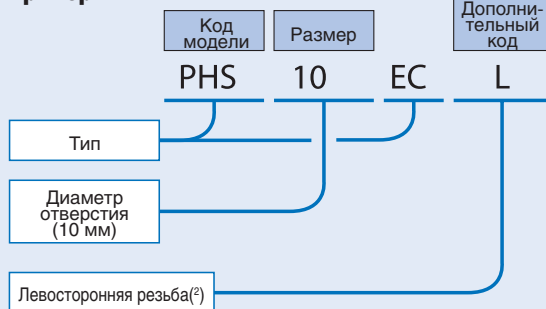 Код
модели
Размер
Дополни-
тельный
код
PHS 10 EC L
Тип
Диаметр
отверстия
(10 мм)
Левосторонняя резьба(²)